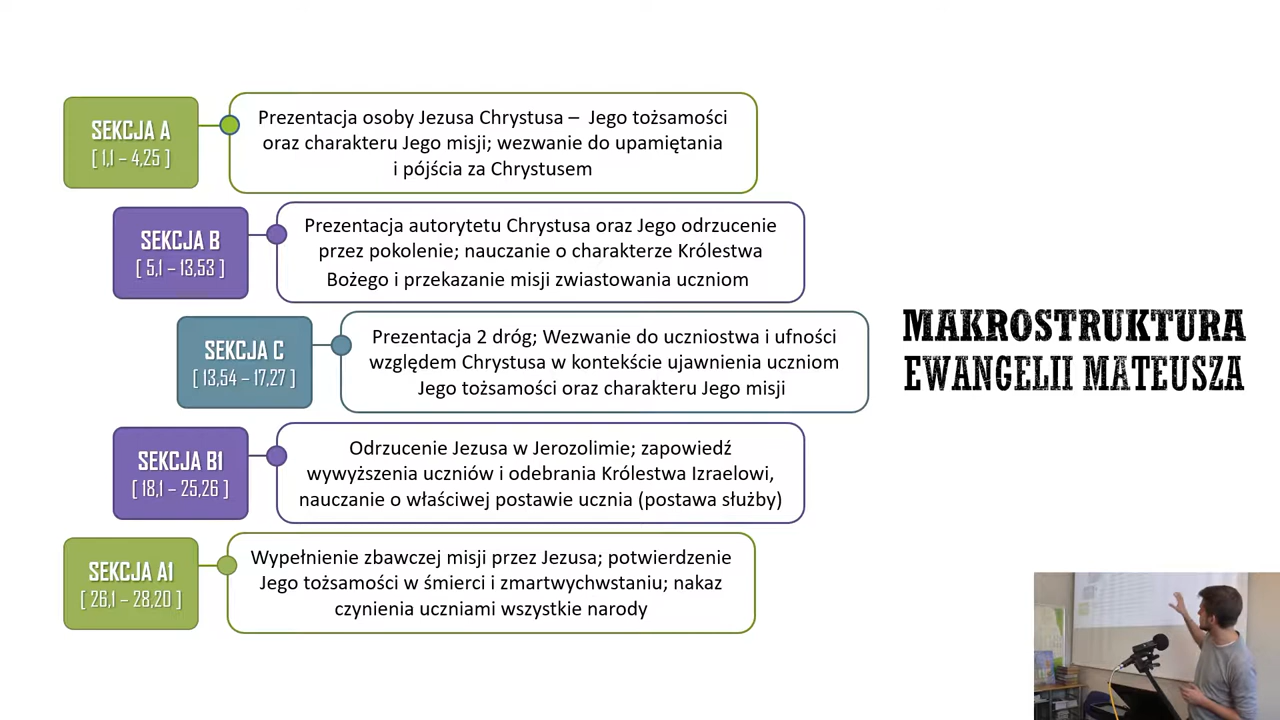 SEKCJA A
[ 1,1 – 4,25 ]
Prezentacja osoby Jezusa Chrystusa – Jego tożsamości
oraz charakteru Jego misji; wezwanie do upamiętania
i pójścia za Chrystusem
SEKCJA B
[ 5,1 – 13,53 ]
Prezentacja autorytetu Chrystusa oraz Jego odrzucenie
przez pokolenie; nauczanie o charakterze Królestwa
Bożego i przekazanie misji zwiastowania uczniom
SEKCJA C
[ 13,54 – 17,27 ]
Prezentacja 2 dróg; Wezwanie do uczniostwa i ufności
względem Chrystusa w kontekście ujawnienia uczniom
Jego tożsamości oraz charakteru Jego misji
SEKCJA B1
[ 18,1 – 25,26 ]
Odrzucenie Jezusa w Jerozolimie; zapowiedź
wywyższenia uczniów i odebrania Królestwa Izraelowi,
nauczanie o właściwej postawie ucznia (postawa służby)
SEKCJA A1
[ 26,1 – 28,20 ]
Wypełnienie zbawczej misji przez Jezusa; potwierdzenie
Jego tożsamości w śmierci i zmartwychwstaniu; nakaz
czynienia uczniami wszystkie narody
MAKROSTRUKTURA
EWANGELII MATEUSZA